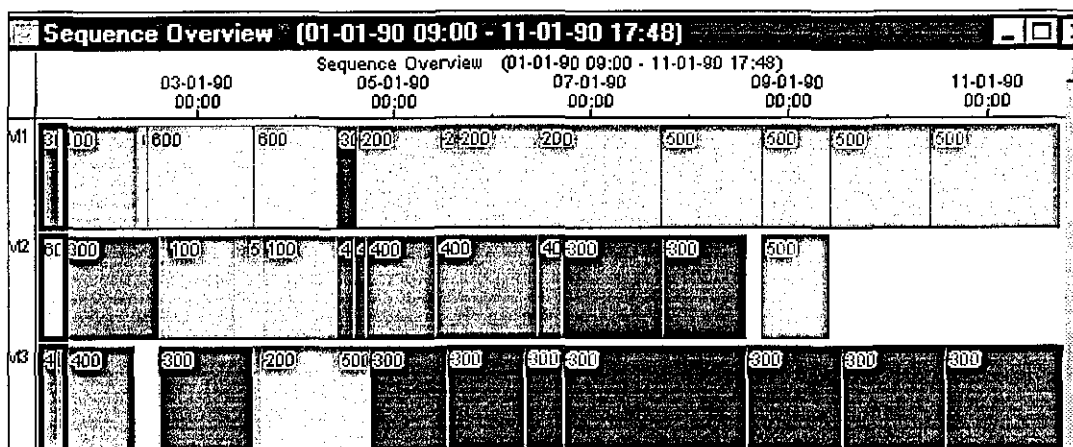 Sequence Overview (01-01-90 09:00 - 11-01-90 17:48)
Sequence Overview (01-01-90 09:00 - 11-01-90 17:48)
03-01-90 05-01-90 07-01-90 09-01-90 11-01-90
00:00 00:00 00:00 00:00 00:00
600 600 200 200 200 500 500 500 500
300 100 100 400 400 300 300 500
400 300 200 500 300 300 300 300 300 300 300